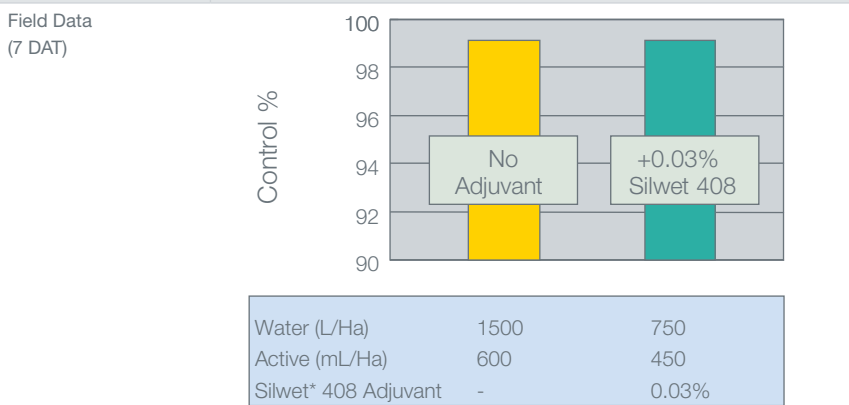 Field Data
(7 DAT)
Control %
100
98
96
94
92
90
No
Adjuvant
+0.03%
Silwet 408
Water (L/Ha) 1500 750
Active (mL/Ha) 600 450
Silwet* 408 Adjuvant - 0.03%